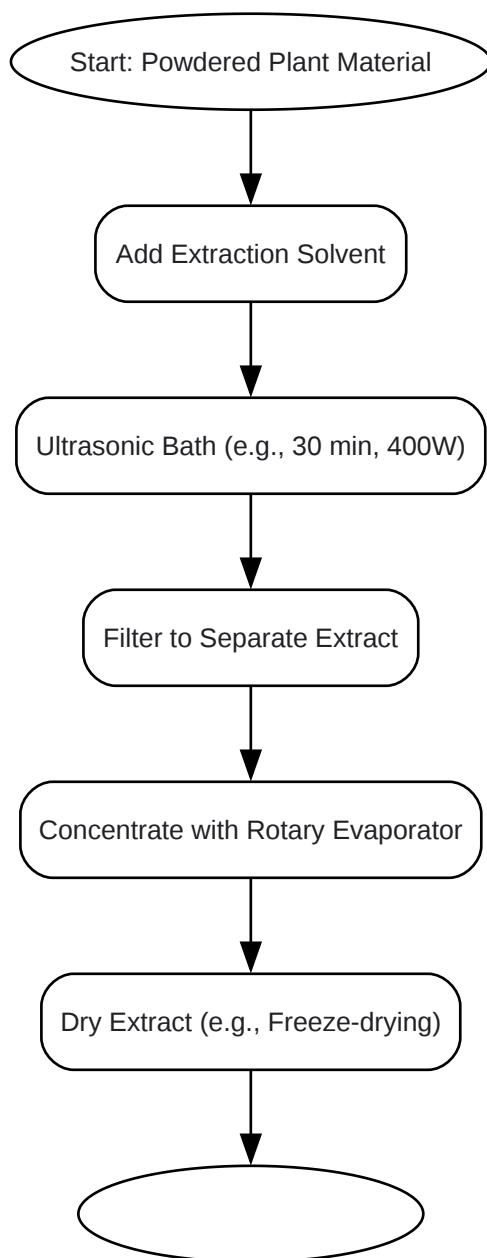 Start: Powdered Plant Material
Add Extraction Solvent
Ultrasonic Bath (e.g., 30 min, 400W)
Filter to Separate Extract
Concentrate with Rotary Evaporator
Dry Extract (e.g., Freeze-drying)